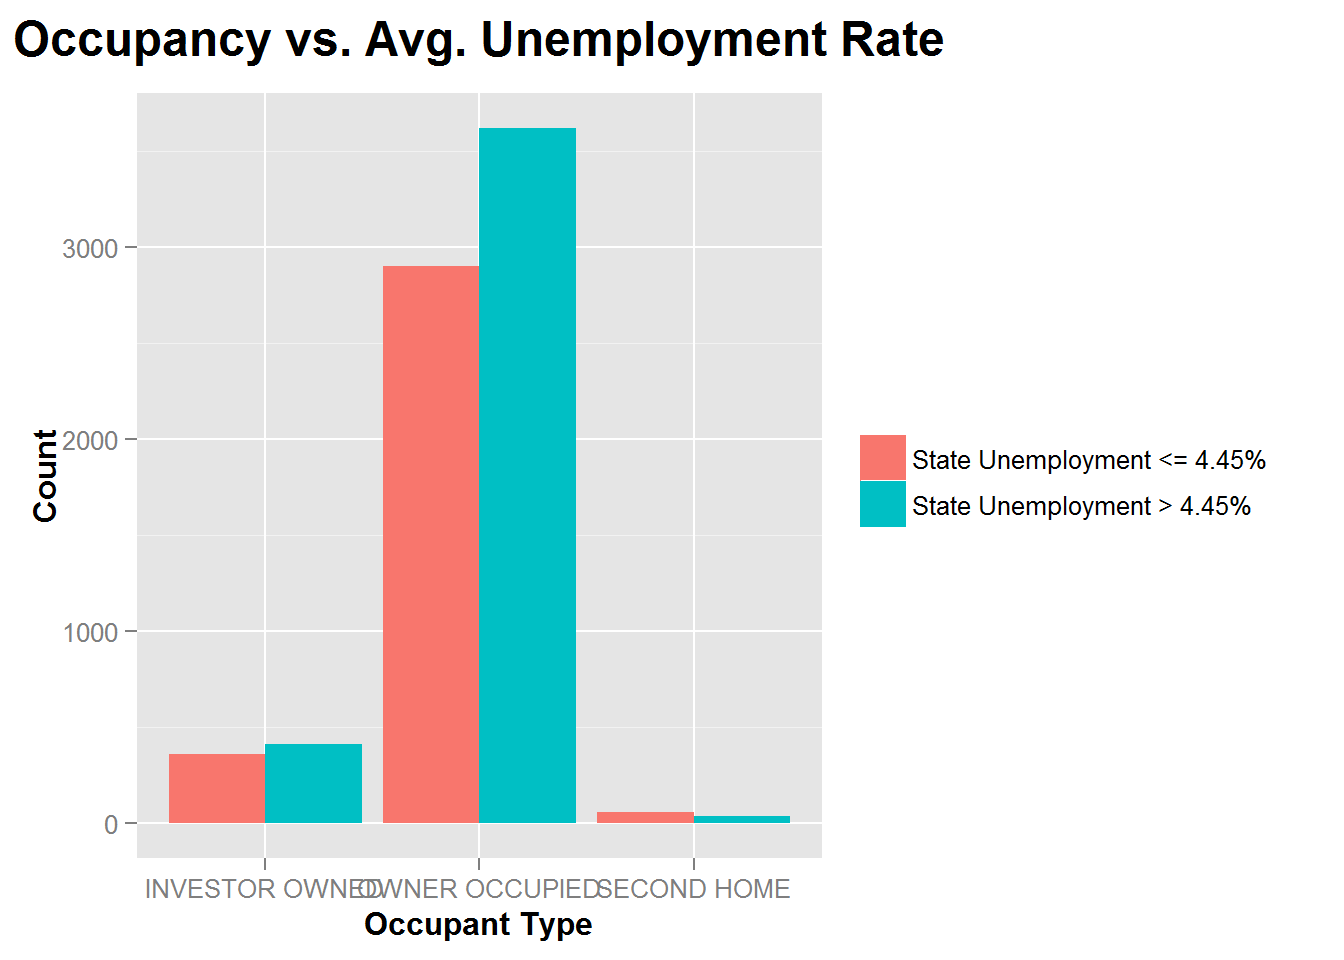 Occupancy vs. Avg. Unemployment Rate
Count
3000
2000
1000
0
INVESTOR OWNED
OWNER OCCUPIED
SECOND HOME
Occupant Type
State Unemployment <= 4.45%
State Unemployment > 4.45%